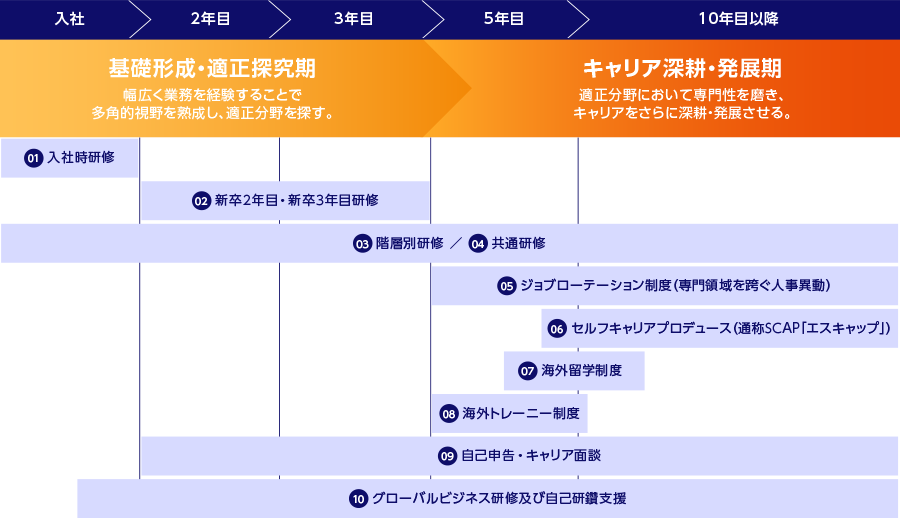 入社
2年目
3年目
5年目
10年目以降
基礎形成・適正探究期
幅広く業務を経験することで
多角的視野を熟成し、適正分野を探す。
キャリア深耕・発展期
適正分野において専門性を磨き、
キャリアをさらに深耕・発展させる。
01 入社時研修
02 新卒2年目・新卒3年目研修
03 階層別研修 ／ 04 共通研修
05 ジョブローテーション制度(専門領域を跨ぐ人事異動)
06 セルフキャリアプロデュース(通称SCAP「エスキャップ」)
07 海外留学制度
08 海外トレーニー制度
09 自己申告・キャリア面談
10 グローバルビジネス研修及び自己研鑽支援